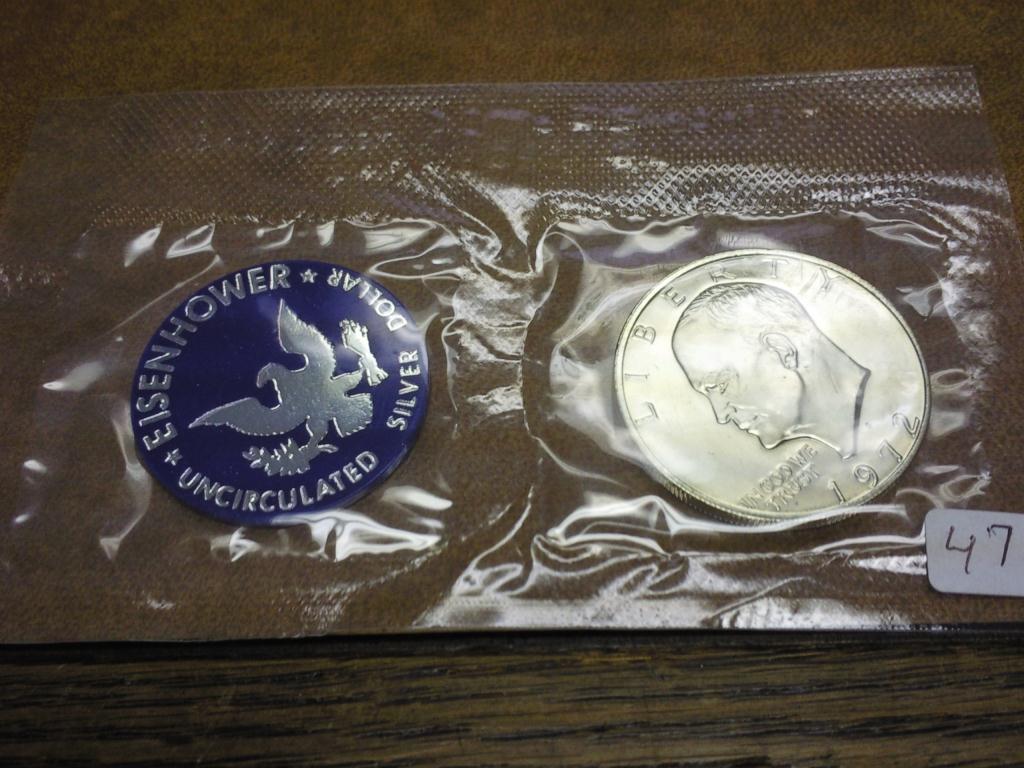 EISENHOWER ★ DOLLAR
SILVER
★ UNCIRCULATED
LIBERTY
IN GOD WE
TRUST
1972
47